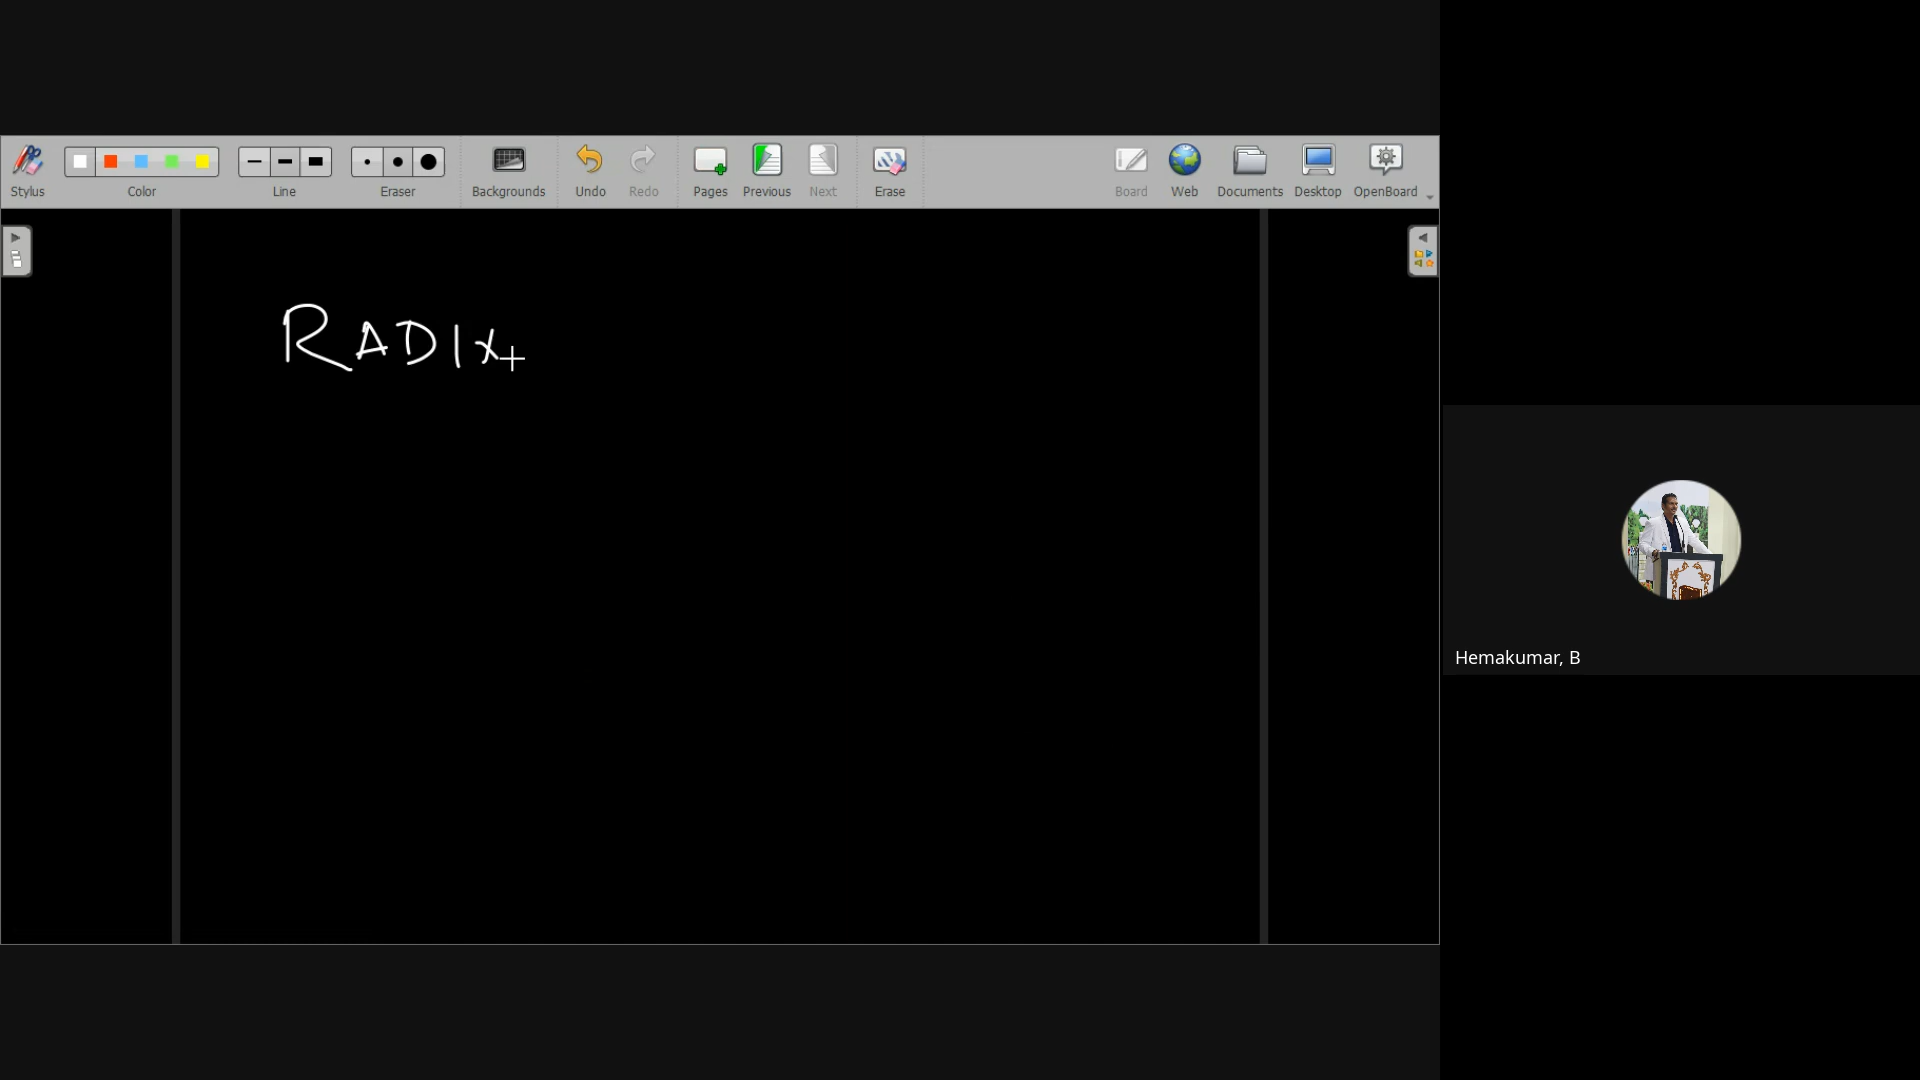 Stylus Color Line Eraser Backgrounds Undo Redo Pages Previous Next Erase Board Web Documents Desktop OpenBoard
RADIX
Hemakumar, B